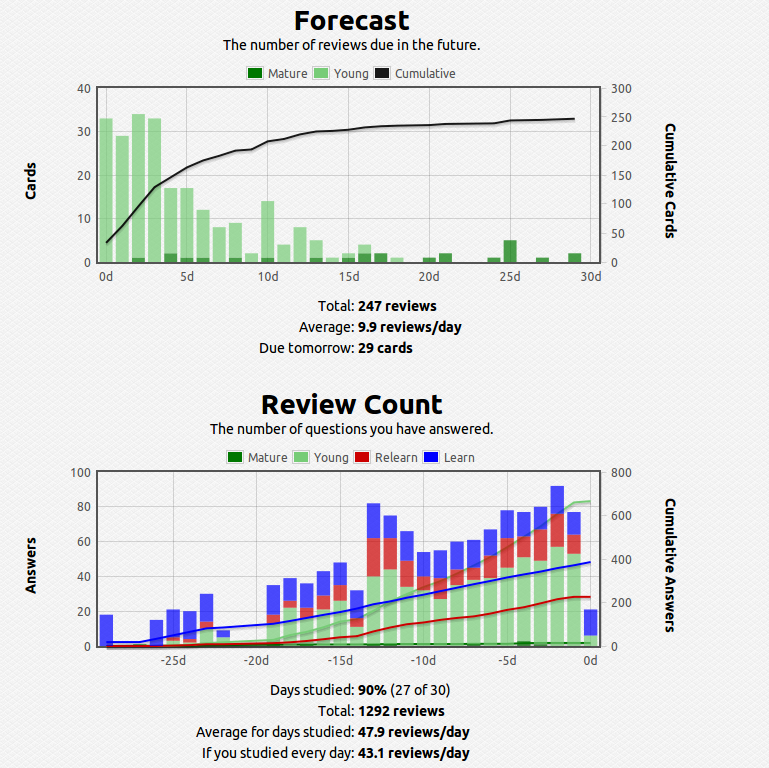 Forecast
The number of reviews due in the future.
Mature Young Cumulative
40 300
250
30
200
20 150
100
10
50
0 0
Cards
Cumulative Cards
0d 5d 10d 15d 20d 25d 30d
Total: 247 reviews
Average: 9.9 reviews/day
Due tomorrow: 29 cards
Review Count
The number of questions you have answered.
Mature Young Relearn Learn
100 800
80
600
60
400
40
20 200
0 0
Answers
Cumulative Answers
-25d -20d -15d -10d -5d 0d
Days studied: 90% (27 of 30)
Total: 1292 reviews
Average for days studied: 47.9 reviews/day
If you studied every day: 43.1 reviews/day